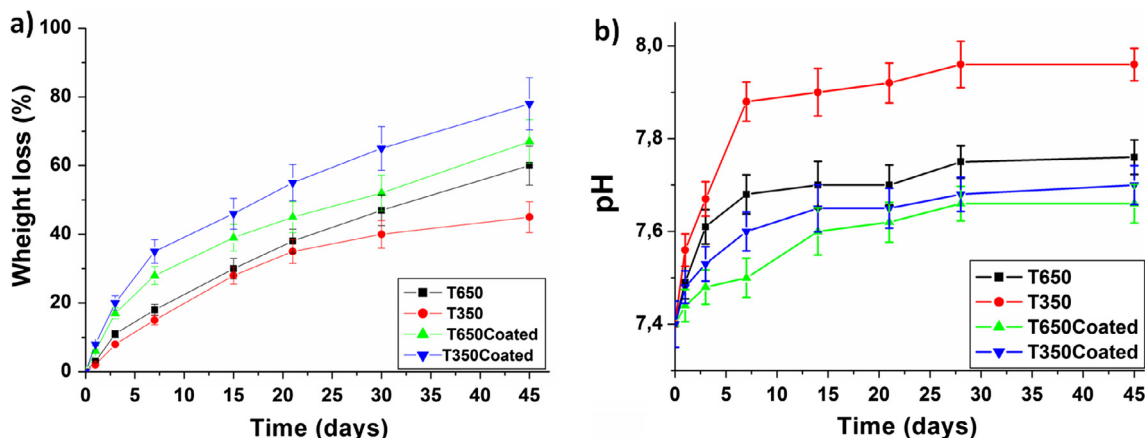 a)
Wheight loss (%)
100
80
60
40
20
0
0 5 10 15 20 25 30 35 40 45
Time (days)
T650
T350
T650Coated
T350Coated
b)
pH
8,0
7,8
7,6
7,4
0 5 10 15 20 25 30 35 40 45
Time (days)
T650
T350
T650Coated
T350Coated